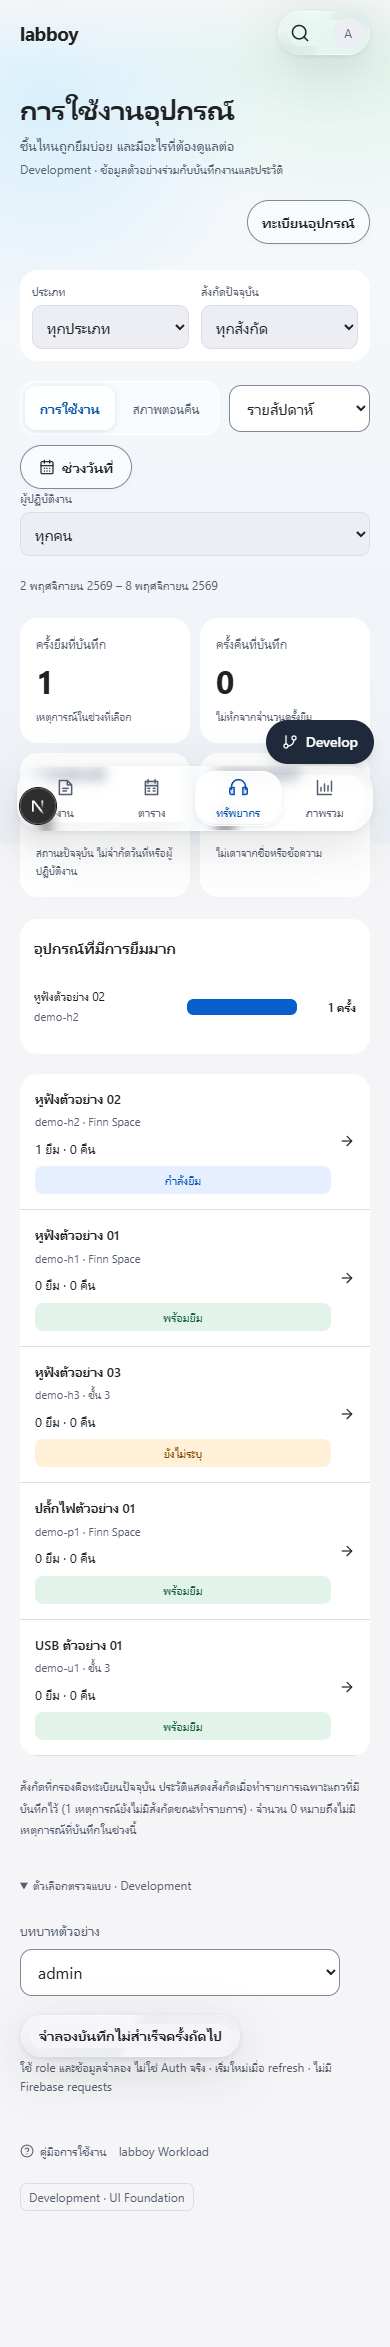 labboy
A
การใช้งานอุปกรณ์
ชิ้นไหนถูกยืมบ่อย และมีอะไรที่ต้องดูแลต่อ
Development · ข้อมูลตัวอย่างร่วมกับบันทึกงานและประวัติ
ทะเบียนอุปกรณ์
ประเภท
สังกัดปัจจุบัน
ทุกประเภท
ทุกสังกัด
การใช้งาน
สภาพตอนคืน
รายสัปดาห์
ช่วงวันที่
ผู้ปฏิบัติงาน
ทุกคน
2 พฤศจิกายน 2569 – 8 พฤศจิกายน 2569
ครั้งยืมที่บันทึก
ครั้งคืนที่บันทึก
1
0
เหตุการณ์ในช่วงที่เลือก
ไม่หักจากจำนวนครั้งยืม
Develop
N
งาน
ตาราง
ทรัพยากร
ภาพรวม
สถานะปัจจุบัน ไม่จำกัดวันที่หรือผู้
ปฏิบัติงาน
ไม่เดาจากชื่อหรือข้อความ
อุปกรณ์ที่มีการยืมมาก
หูฟังตัวอย่าง 02
demo-h2
1 ครั้ง
หูฟังตัวอย่าง 02
demo-h2 · Finn Space
1 ยืม · 0 คืน
กำลังยืม
หูฟังตัวอย่าง 01
demo-h1 · Finn Space
0 ยืม · 0 คืน
พร้อมยืม
หูฟังตัวอย่าง 03
demo-h3 · ชั้น 3
0 ยืม · 0 คืน
ยังไม่ระบุ
ปลั๊กไฟตัวอย่าง 01
demo-p1 · Finn Space
0 ยืม · 0 คืน
พร้อมยืม
USB ตัวอย่าง 01
demo-u1 · ชั้น 3
0 ยืม · 0 คืน
พร้อมยืม
สังกัดที่กรองคือทะเบียนปัจจุบัน ประวัติแสดงสังกัดเมื่อทำรายการเฉพาะแถวที่มี
บันทึกไว้ (1 เหตุการณ์ยังไม่มีสังกัดขณะทำรายการ) · จำนวน 0 หมายถึงไม่มี
เหตุการณ์ที่บันทึกในช่วงนี้
▼ ตัวเลือกตรวจแบบ · Development
บทบาทตัวอย่าง
admin
จำลองบันทึกไม่สำเร็จครั้งถัดไป
ใช้ role และข้อมูลจำลอง ไม่ใช่ Auth จริง · เริ่มใหม่เมื่อ refresh · ไม่มี
Firebase requests
คู่มือการใช้งาน
labboy Workload
Development · UI Foundation